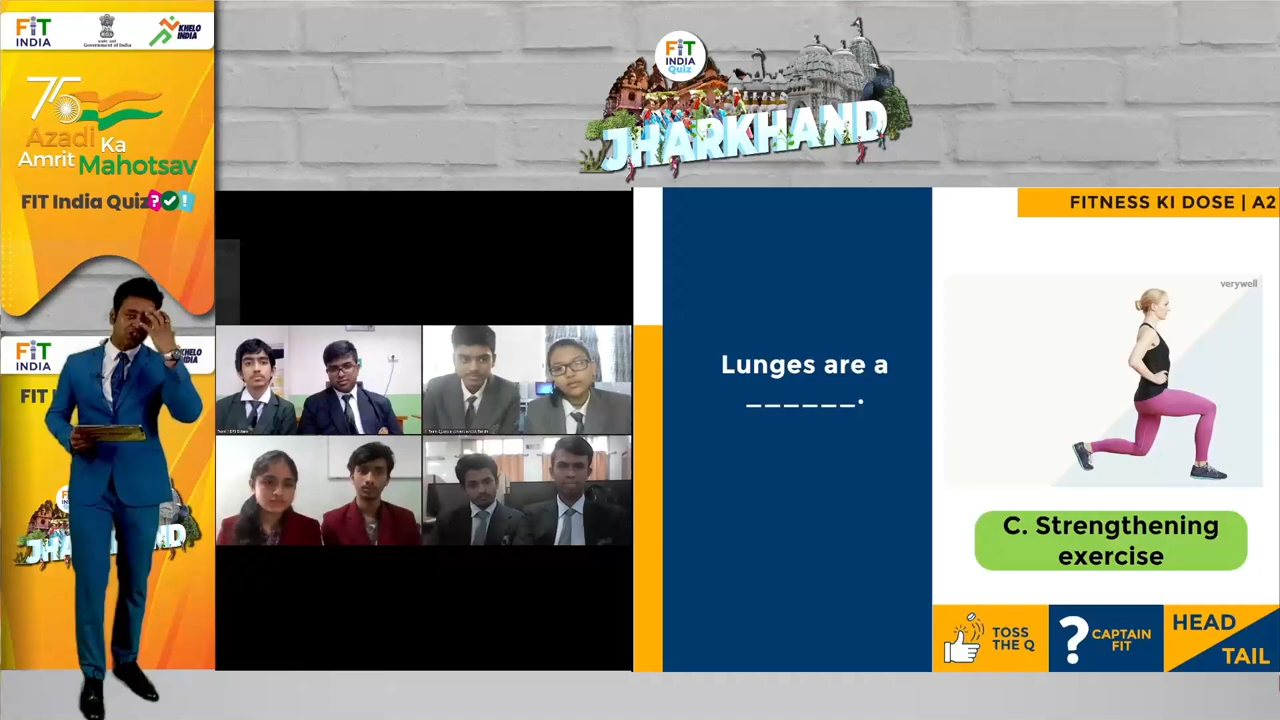 FIT
INDIA
Government of India
KHELO
INDIA
75
Azadi Ka
Amrit Mahotsav
FIT India Quiz?!
FIT
INDIA
KHELO
INDIA
FIT
FIT
INDIA
Quiz
JHARKHAND
FITNESS KI DOSE | A2
Lunges are a
______.
verywell
C. Strengthening
exercise
TOSS
THE Q
?
CAPTAIN
FIT
HEAD
TAIL